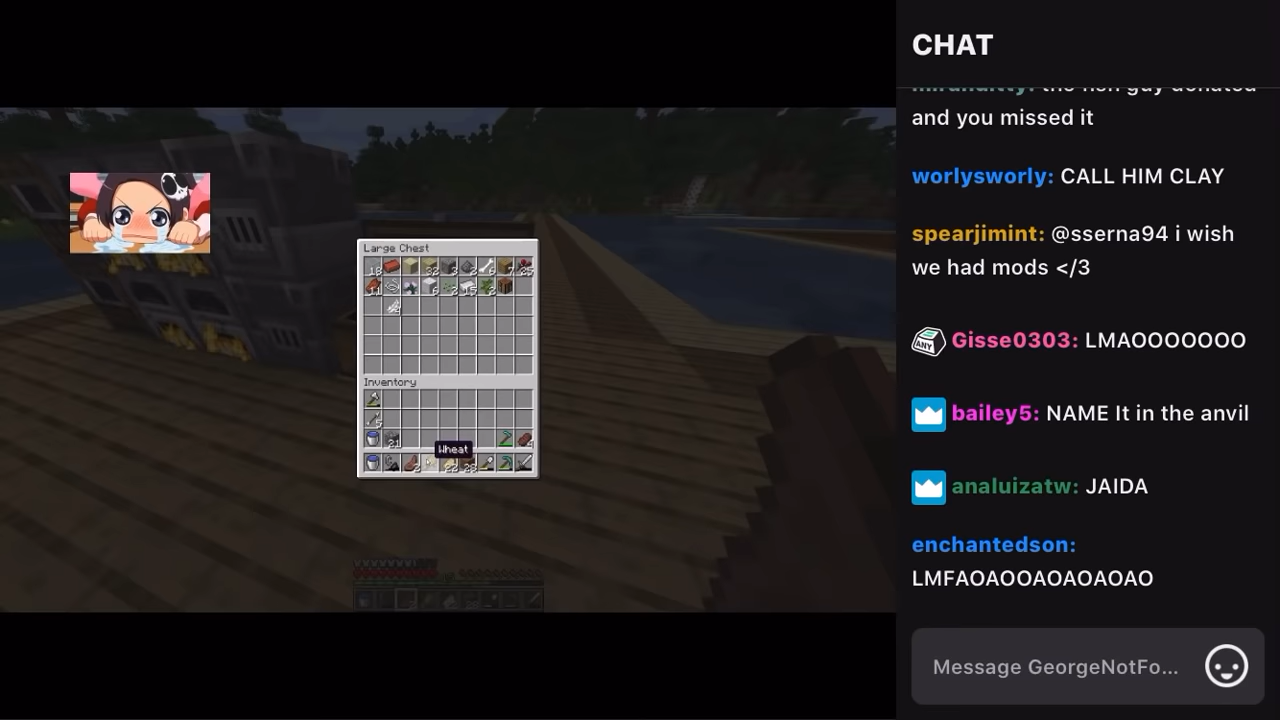 CHAT
and you missed it
worlysworly: CALL HIM CLAY
spearjimint: @sserna94 i wish
we had mods </3
ANY Gisse0303: LMAOOOOOOO
bailey5: NAME It in the anvil
analuizatw: JAIDA
enchantedson:
LMFAOAOOAOAOAOAO
Message GeorgeNotFo...
Large Chest
Inventory
Wheat